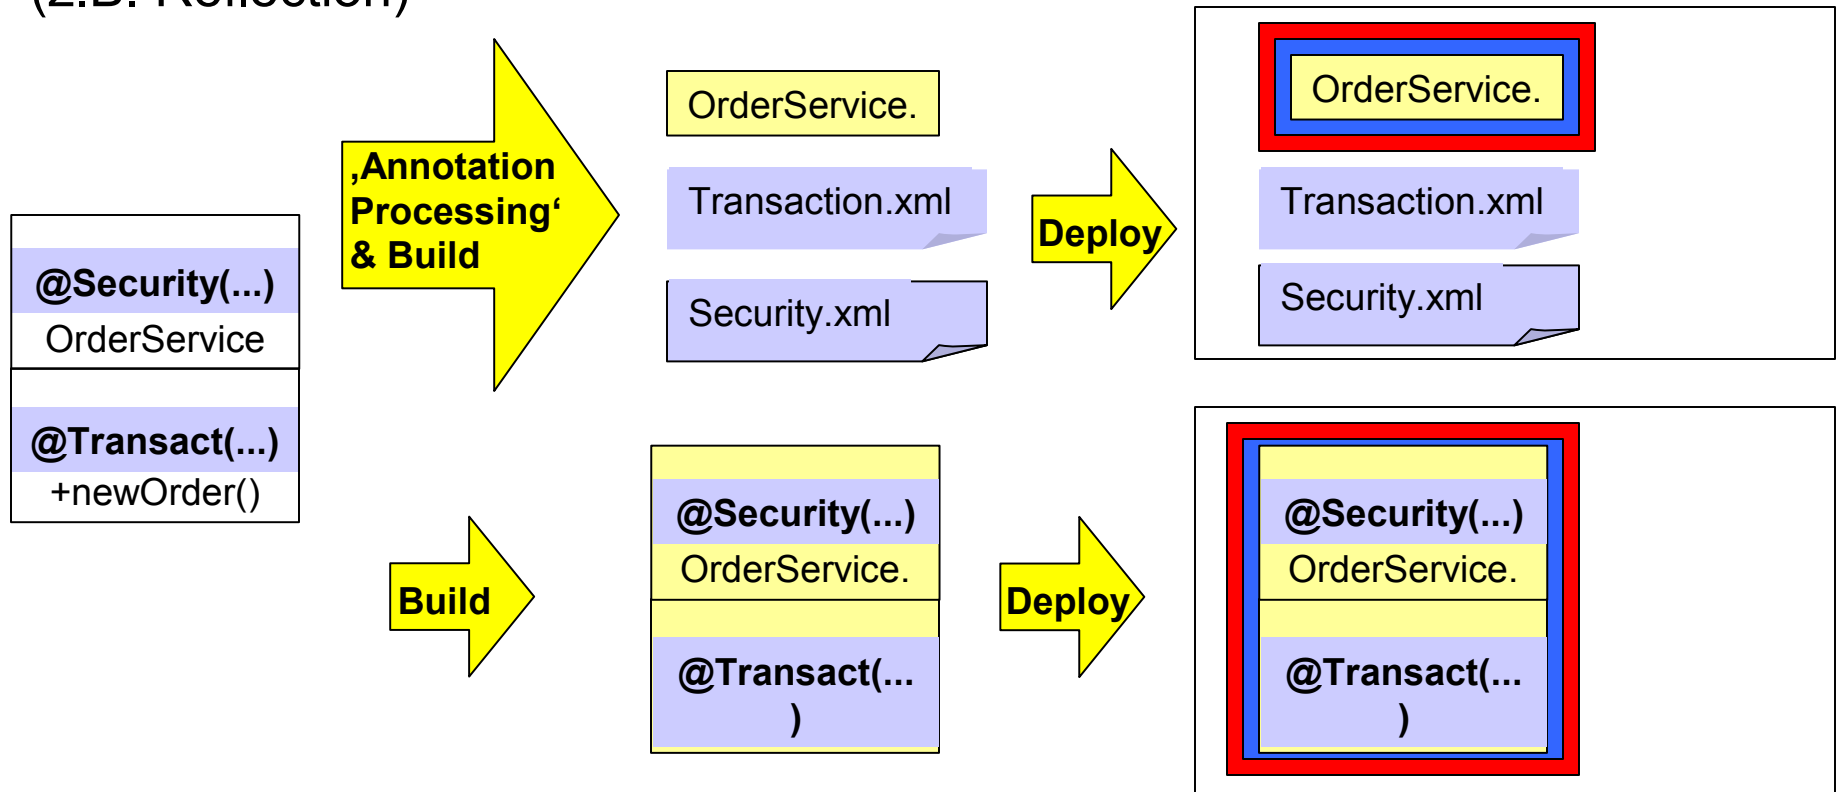 (z.B. Reflection)
@Security(...)
OrderService
@Transact(...)
+newOrder()
‚Annotation
Processing‘
& Build
OrderService.
Transaction.xml
Security.xml
Deploy
OrderService.
Transaction.xml
Security.xml
Build
@Security(...)
OrderService.
@Transact(...
)
Deploy
@Security(...)
OrderService.
@Transact(...
)